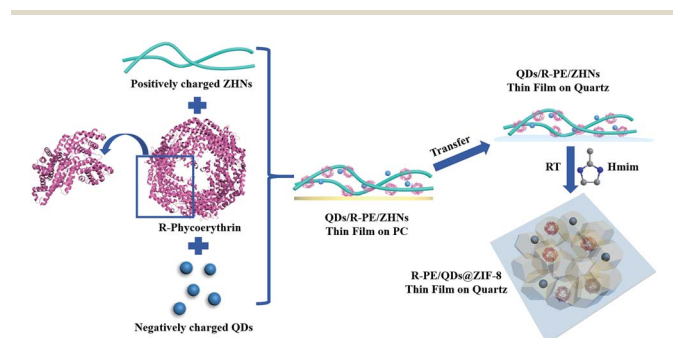 Positively charged ZHNs
R-Phycoerythrin
Negatively charged QDs
QDs/R-PE/ZHNs
Thin Film on PC
Transfer
QDs/R-PE/ZHNs
Thin Film on Quartz
RT
Hmim
R-PE/QDs@ZIF-8
Thin Film on Quartz